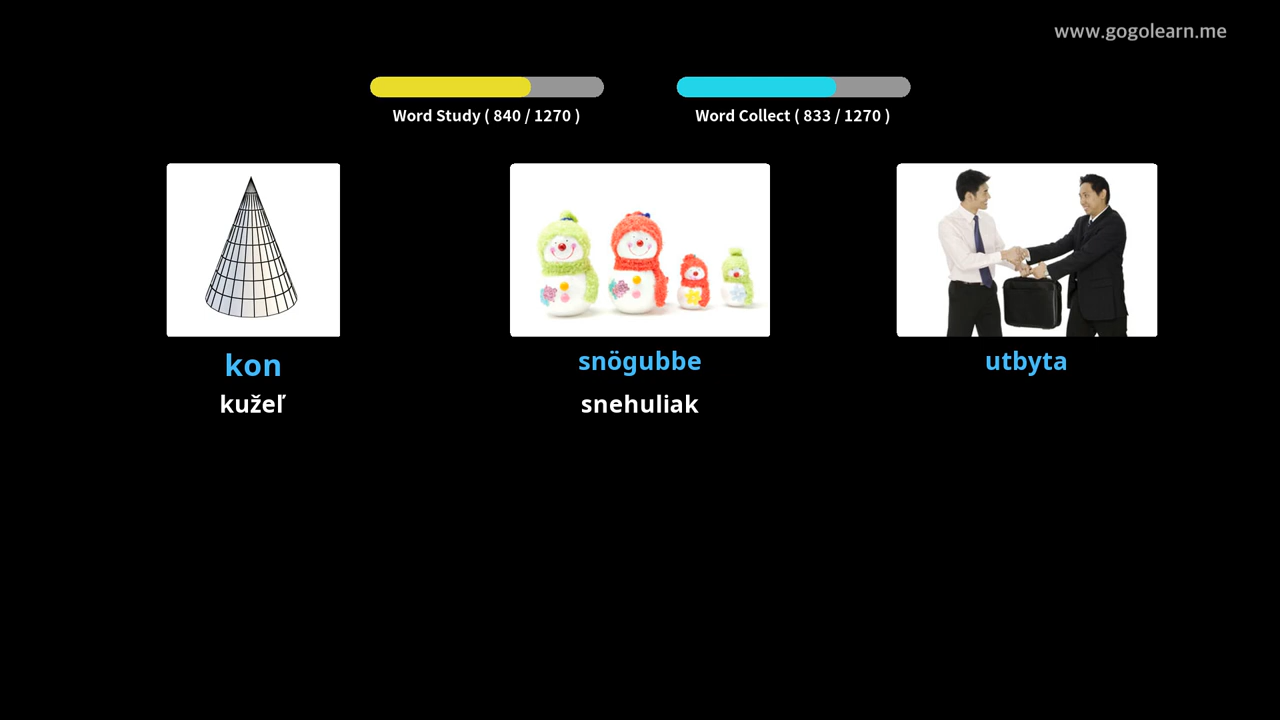 www.gogolearn.me
Word Study ( 840 / 1270 )
Word Collect ( 833 / 1270 )
kon
kužeľ
snögubbe
snehuliak
utbyta